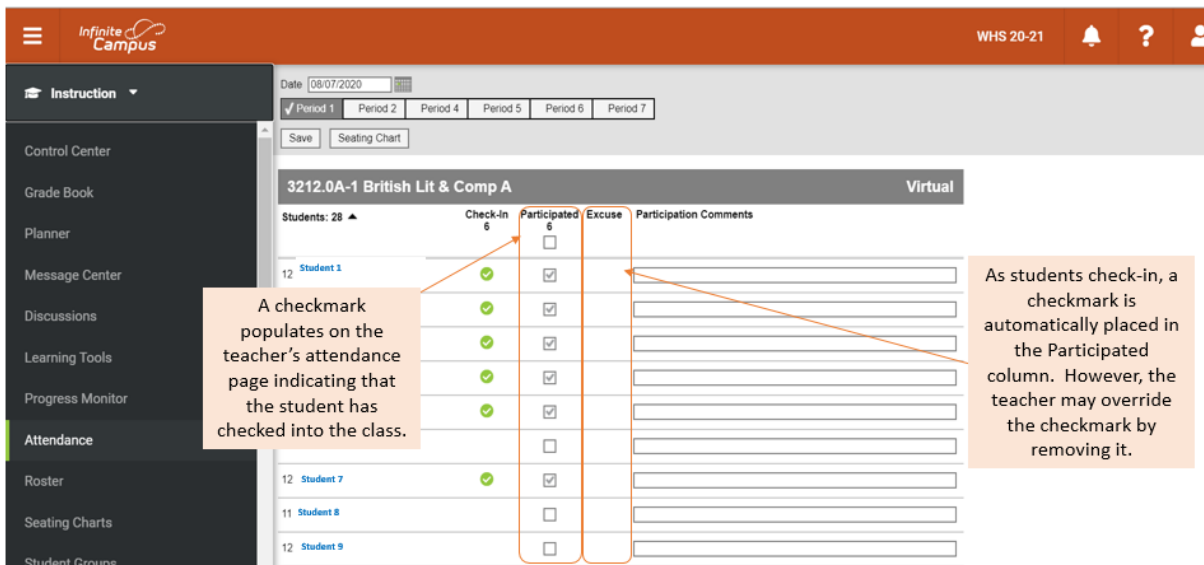 Infinite
Campus
WHS 20-21
?
Instruction
Date 08/07/2020
Period 1 Period 2 Period 4 Period 5 Period 6 Period 7
Save Seating Chart
Control Center
Grade Book
Planner
Message Center
Discussions
Learning Tools
Progress Monitor
Attendance
Roster
Seating Charts
Student Groups
3212.0A-1 British Lit & Comp A Virtual
Students: 28 Check-In Participated Excuse Participation Comments
6 6
12 Student 1
12 Student 7
11 Student 8
12 Student 9
A checkmark
populates on the
teacher’s attendance
page indicating that
the student has
checked into the class.
As students check-in, a
checkmark is
automatically placed in
the Participated
column. However, the
teacher may override
the checkmark by
removing it.